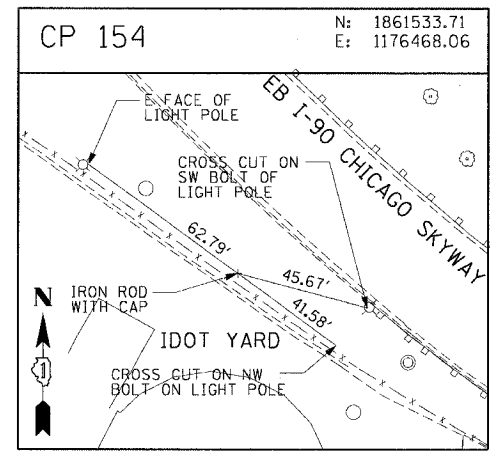 CP 154
N: 1861533.71
E: 1176468.06
E FACE OF
LIGHT POLE
EB I-90 CHICAGO SKYWAY
CROSS CUT ON
SW BOLT OF
LIGHT POLE
62.79'
45.67'
41.58'
IRON ROD
WITH CAP
N
IDOT YARD
CROSS CUT ON NW
BOLT ON LIGHT POLE